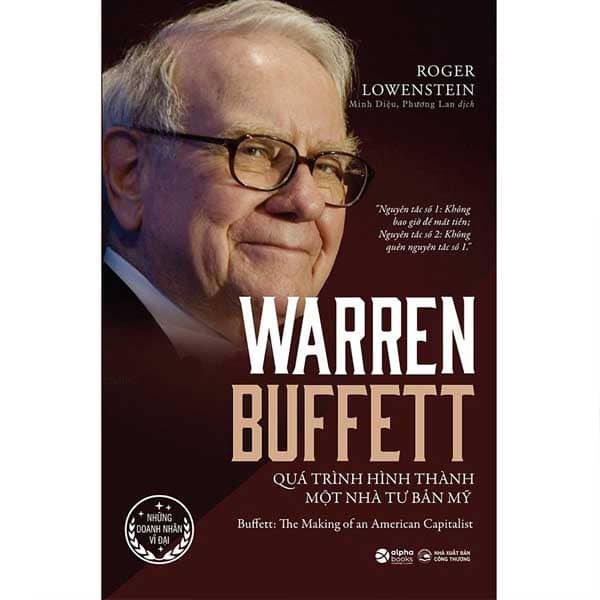 ROGER
LOWENSTEIN
Minh Diệu, Phương Lan dịch
"Nguyên tắc số 1: Không
bao giờ để mất tiền;
Nguyên tắc số 2: Không
quên nguyên tắc số 1."
WARREN
BUFFETT
QUÁ TRÌNH HÌNH THÀNH
MỘT NHÀ TƯ BẢN MỸ
Buffett: The Making of an American Capitalist
NHỮNG
DOANH NHÂN
VĨ ĐẠI
alpha
books
NHÀ XUẤT BẢN
CÔNG THƯƠNG